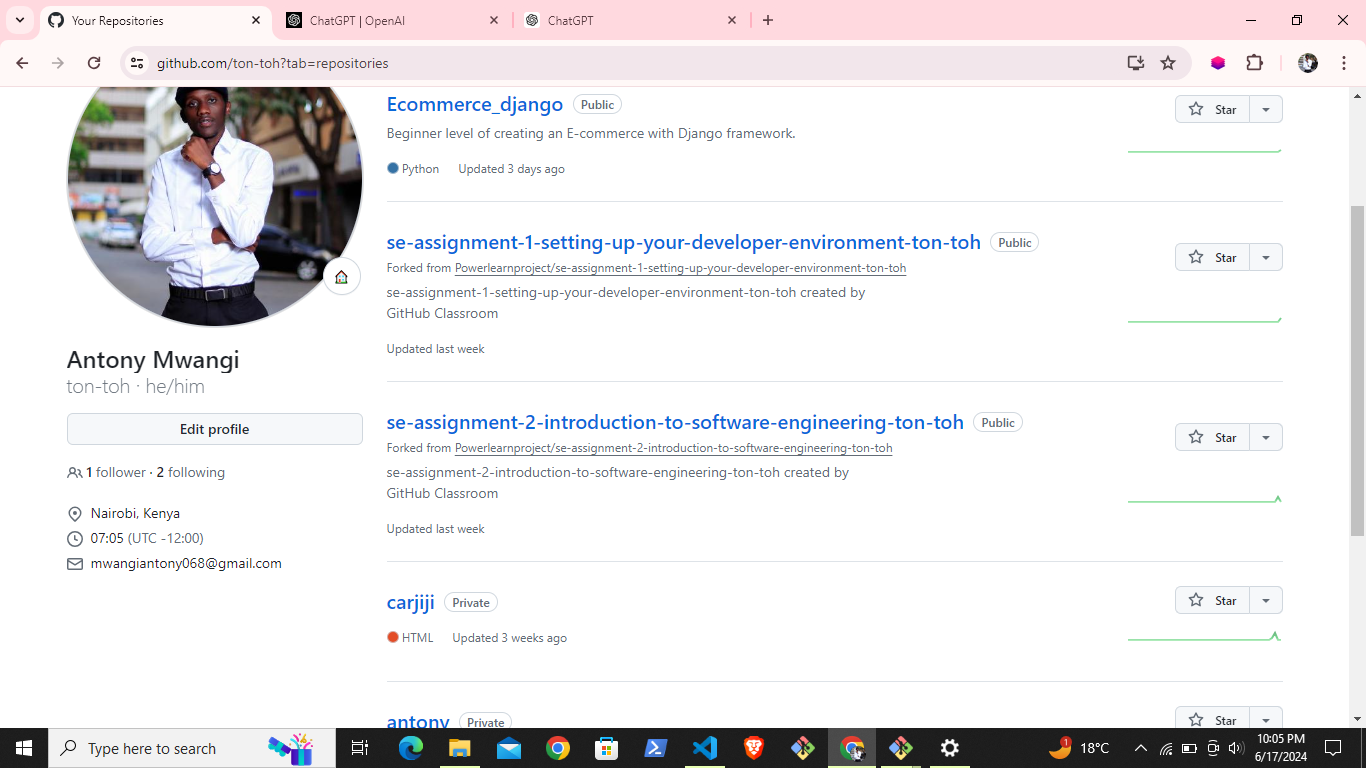 Your Repositories
ChatGPT | OpenAI
ChatGPT
github.com/ton-toh?tab=repositories
Ecommerce_django Public
Star
Beginner level of creating an E-commerce with Django framework.
Python Updated 3 days ago
se-assignment-1-setting-up-your-developer-environment-ton-toh Public
Star
Forked from Powerlearnproject/se-assignment-1-setting-up-your-developer-environment-ton-toh
se-assignment-1-setting-up-your-developer-environment-ton-toh created by
GitHub Classroom
Updated last week
Antony Mwangi
ton-toh · he/him
Edit profile
1 follower · 2 following
Nairobi, Kenya
07:05 (UTC -12:00)
mwangiantony068@gmail.com
se-assignment-2-introduction-to-software-engineering-ton-toh Public
Star
Forked from Powerlearnproject/se-assignment-2-introduction-to-software-engineering-ton-toh
se-assignment-2-introduction-to-software-engineering-ton-toh created by
GitHub Classroom
Updated last week
carjiji Private
Star
HTML Updated 3 weeks ago
antony Private
Star
Type here to search
1
18°C
10:05 PM
6/17/2024